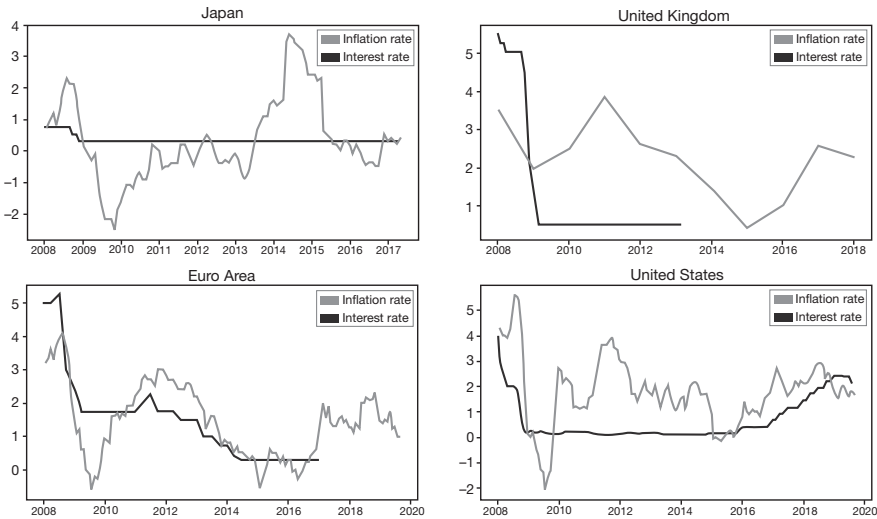 Japan
4
3
2
1
0
−1
−2
Inflation rate
Interest rate
2008 2009 2010 2011 2012 2013 2014 2015 2016 2017
United Kingdom
5
4
3
2
1
Inflation rate
Interest rate
2008 2010 2012 2014 2016 2018
Euro Area
5
4
3
2
1
0
Inflation rate
Interest rate
2008 2010 2012 2014 2016 2018 2020
United States
5
4
3
2
1
0
−1
−2
Inflation rate
Interest rate
2008 2010 2012 2014 2016 2018 2020